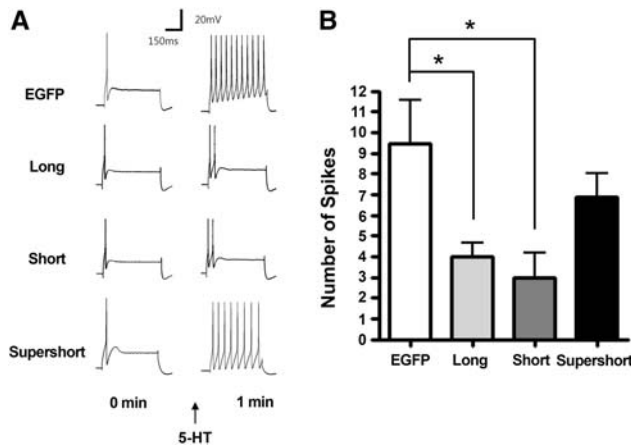 A
20mV
150ms
EGFP
Long
Short
Supershort
0 min
1 min
5-HT
B
*
*
Number of Spikes
12
11
10
9
8
7
6
5
4
3
2
1
0
EGFP Long Short Supershort